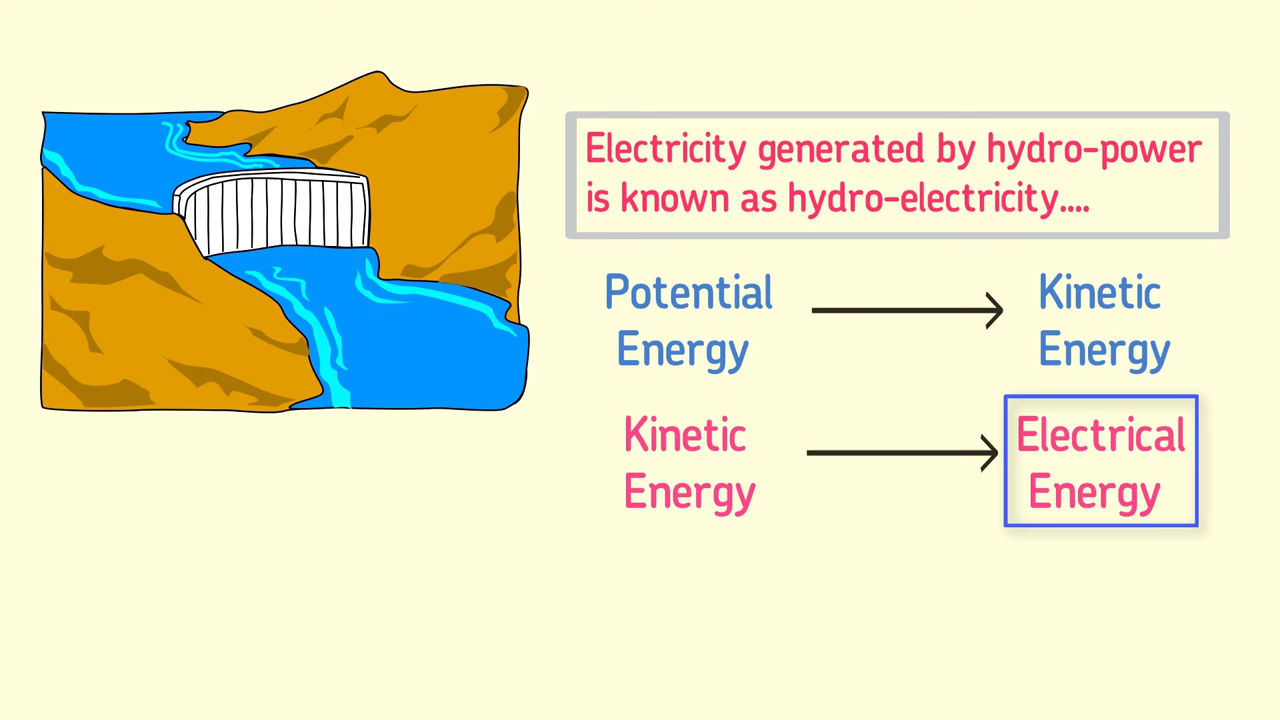 Electricity generated by hydro-power
is known as hydro-electricity....
Potential
Energy
Kinetic
Energy
Kinetic
Energy
Electrical
Energy